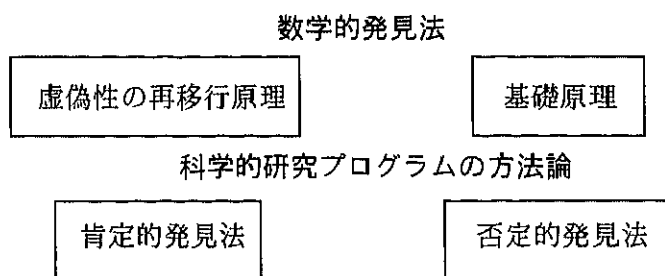 数学的発見法
虚偽性の再移行原理 基礎原理
科学的研究プログラムの方法論
肯定的発見法 否定的発見法